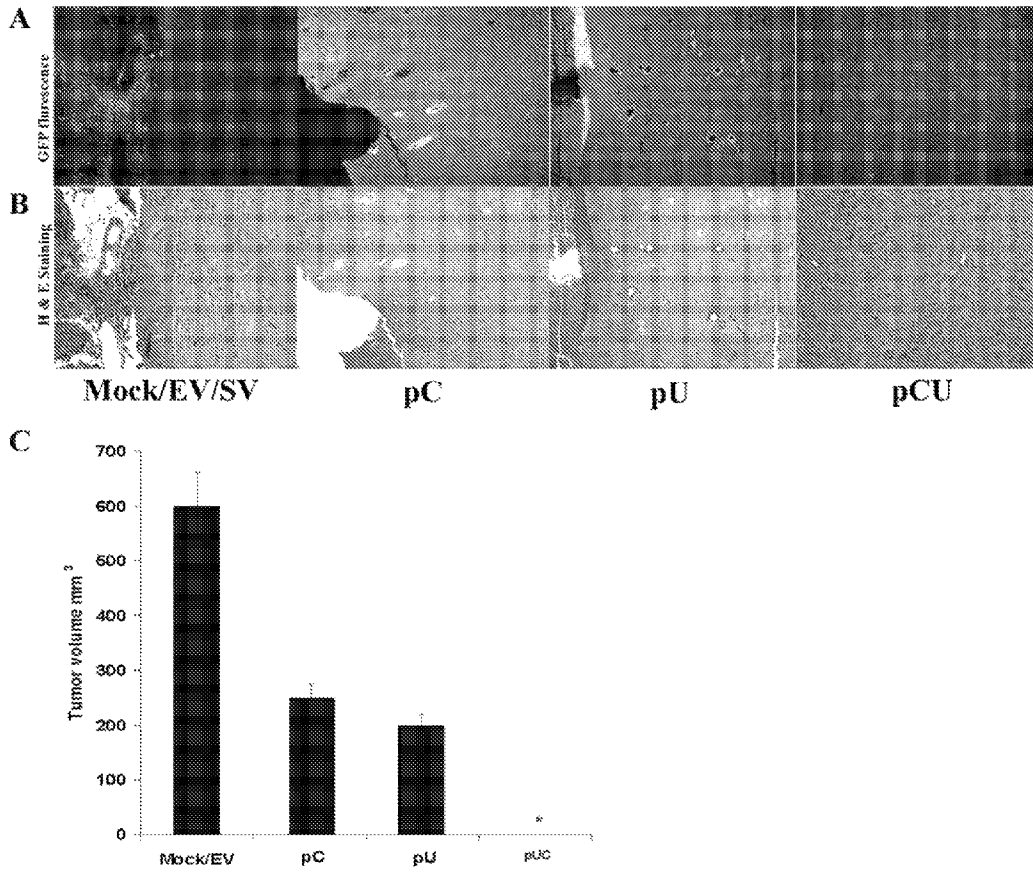 A
GFP flurescence
B
H & E Staining
Mock/EV/SV
pC
pU
pCU
C
Tumor volume mm 3
700
600
500
400
300
200
100
0
*
Mock/EV
pC
pU
pUC